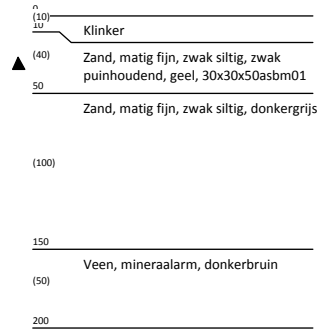 0
(10)
10
Klinker
(40)
Zand, matig fijn, zwak siltig, zwak
puinhoudend, geel, 30x30x50asbm01
50
Zand, matig fijn, zwak siltig, donkergrijs
(100)
150
Veen, mineraalarm, donkerbruin
(50)
200